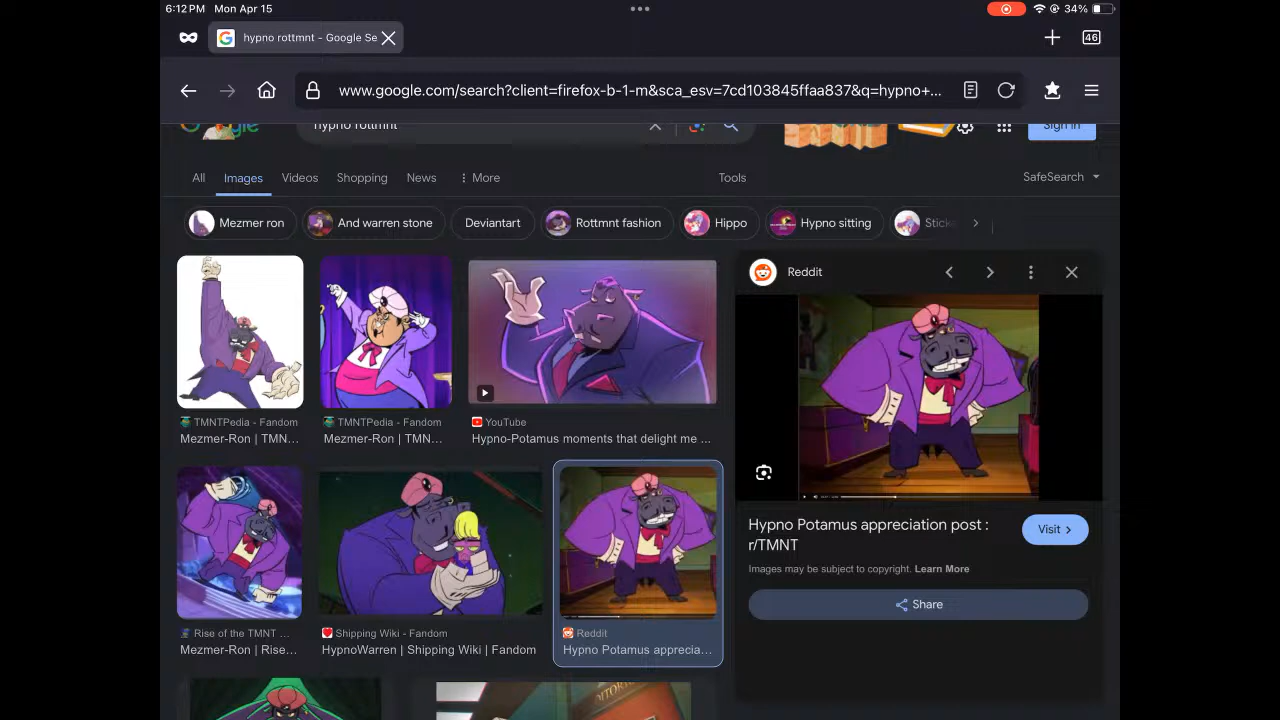 6:12 PM Mon Apr 15
34%
hypno rottmnt - Google Se
46
www.google.com/search?client=firefox-b-1-m&sca_esv=7cd103845ffaa837&q=hypno+...
hypno rottmnt
Sign in
All Images Videos Shopping News More Tools SafeSearch
Mezmer ron And warren stone Deviantart Rottmnt fashion Hippo Hypno sitting Sticke
Reddit
TMNTPedia - Fandom
Mezmer-Ron | TMN...
TMNTPedia - Fandom
Mezmer-Ron | TMN...
YouTube
Hypno-Potamus moments that delight me ...
Rise of the TMNT ...
Mezmer-Ron | Rise...
Shipping Wiki - Fandom
HypnoWarren | Shipping Wiki | Fandom
Reddit
Hypno Potamus apprecia...
Hypno Potamus appreciation post :
r/TMNT
Visit
Images may be subject to copyright. Learn More
Share